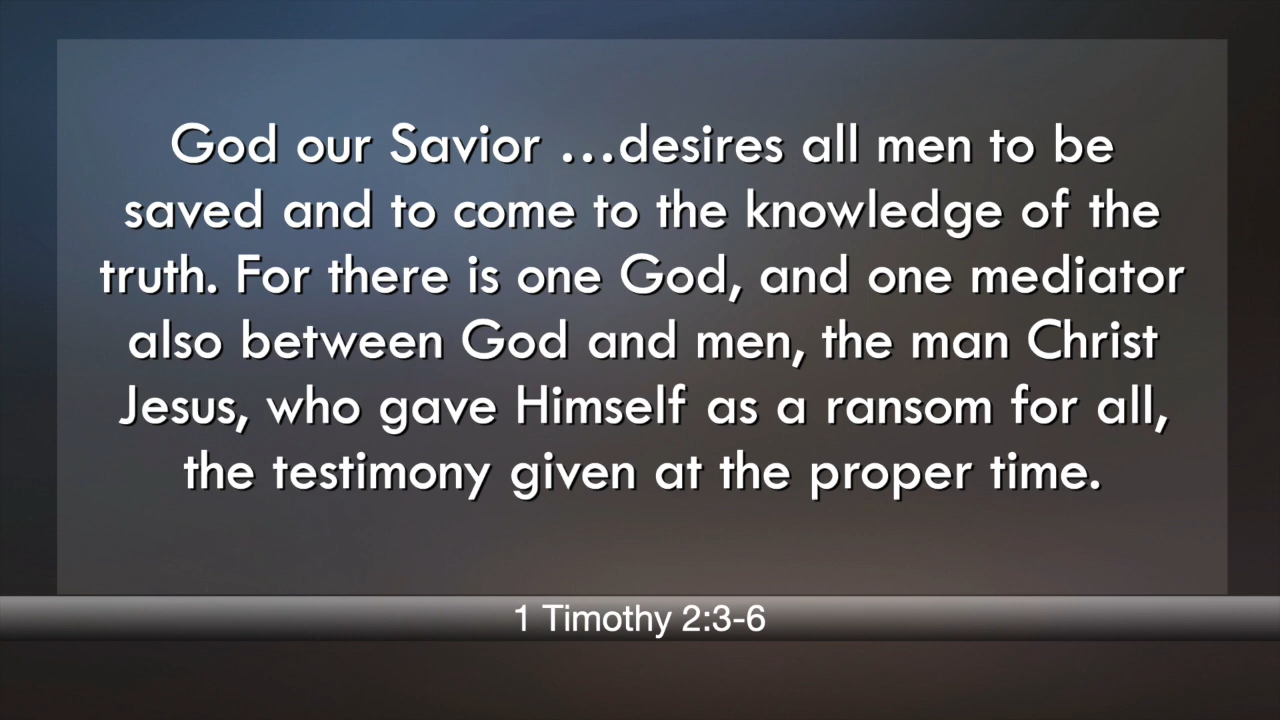 God our Savior …desires all men to be
saved and to come to the knowledge of the
truth. For there is one God, and one mediator
also between God and men, the man Christ
Jesus, who gave Himself as a ransom for all,
the testimony given at the proper time.
1 Timothy 2:3-6